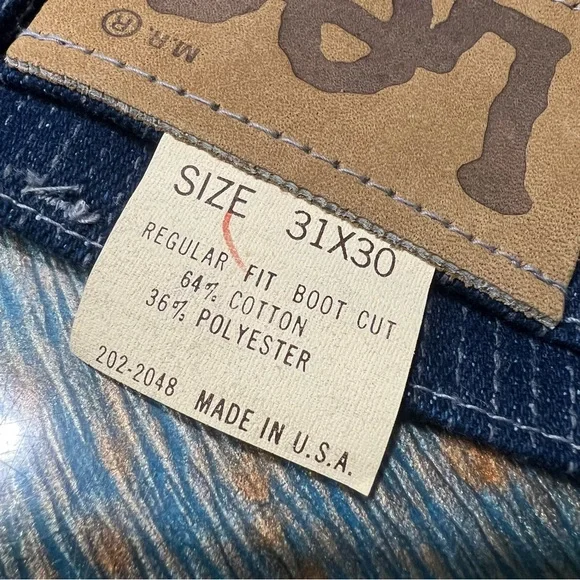 Lee
M.R. ®
SIZE 31X30
REGULAR FIT BOOT CUT
64% COTTON
36% POLYESTER
202-2048 MADE IN U.S.A.